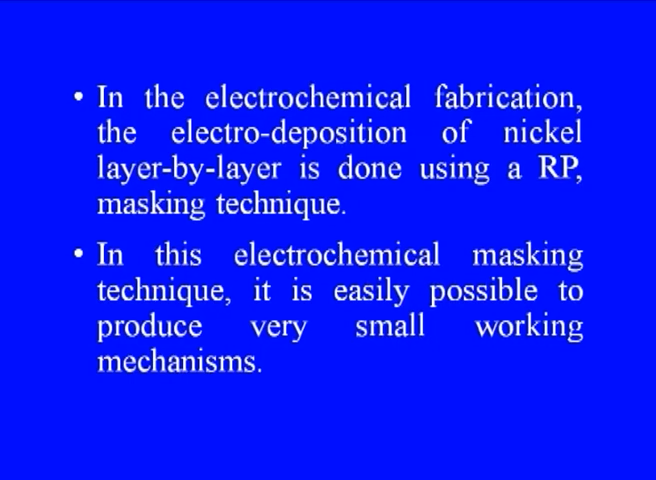 • In the electrochemical fabrication,
the electro-deposition of nickel
layer-by-layer is done using a RP,
masking technique.
• In this electrochemical masking
technique, it is easily possible to
produce very small working
mechanisms.